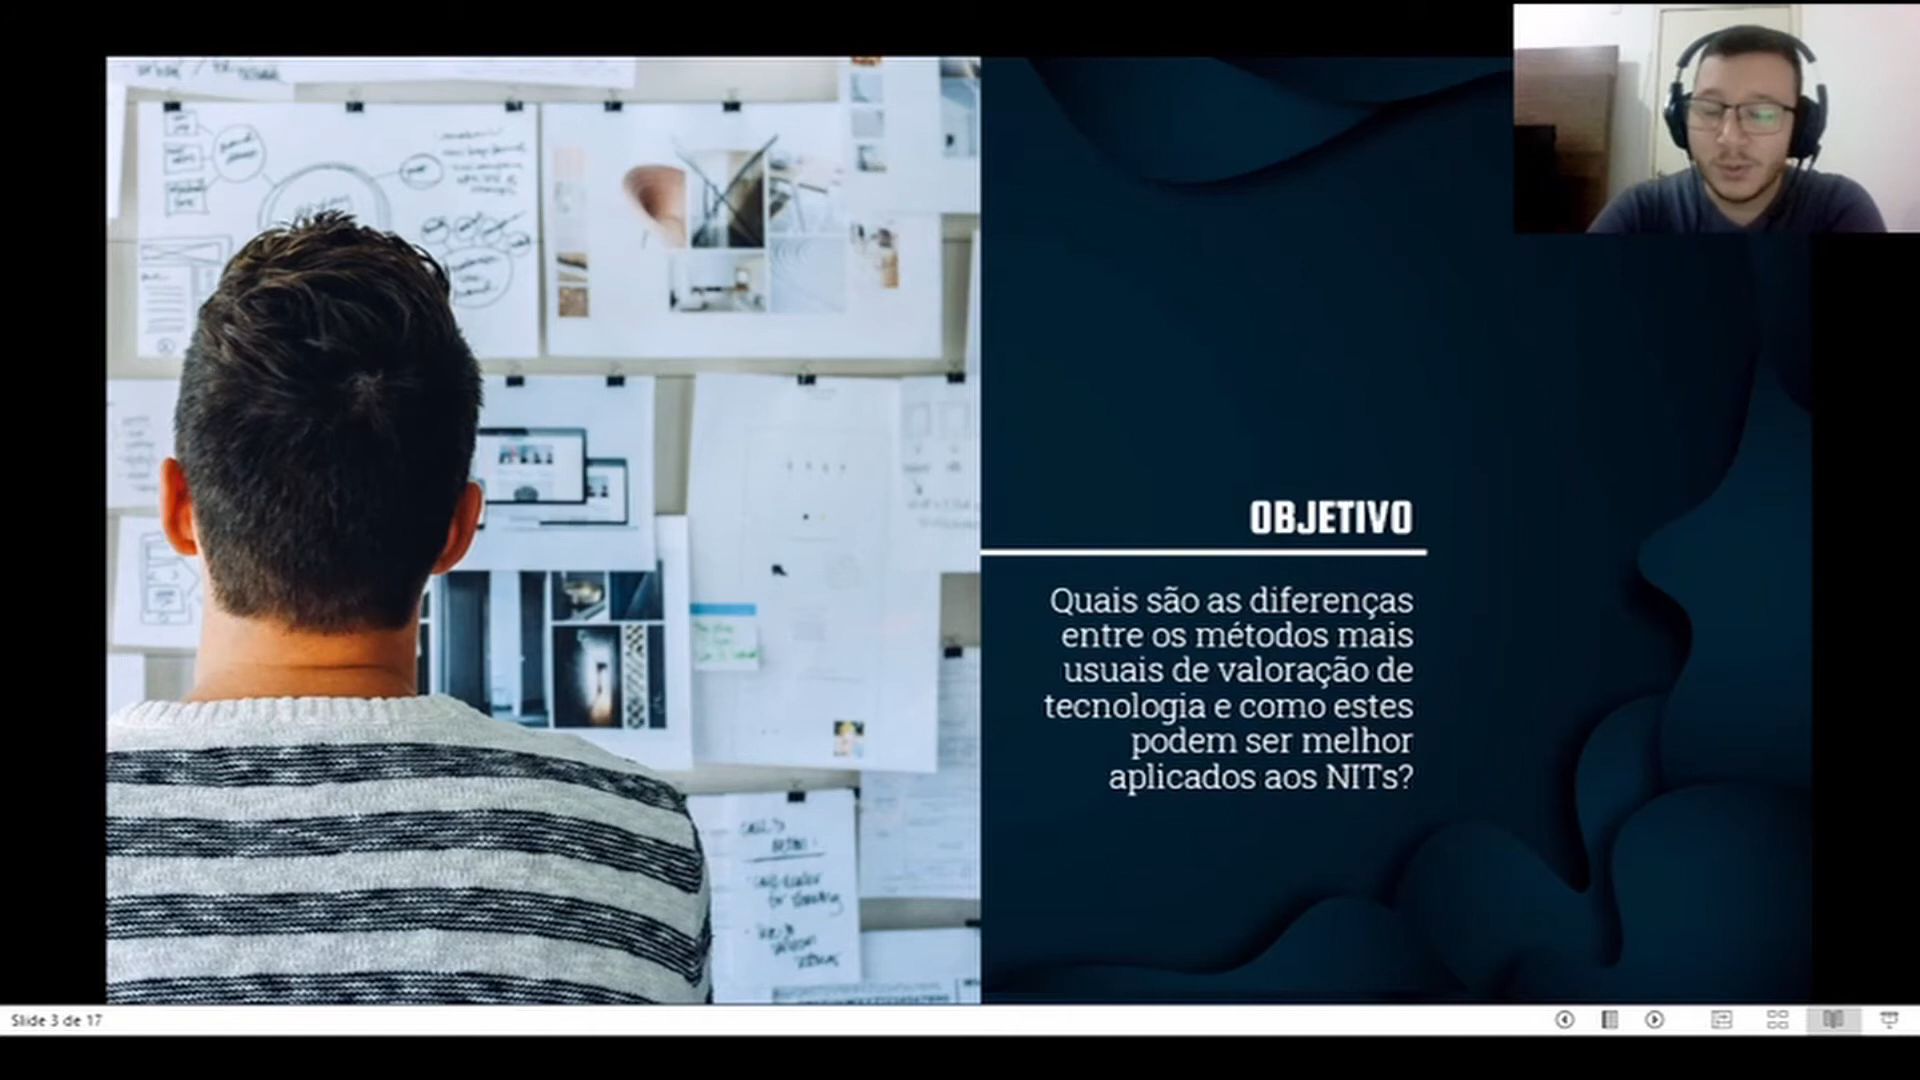 OBJETIVO
Quais são as diferenças
entre os métodos mais
usuais de valoração de
tecnologia e como estes
podem ser melhor
aplicados aos NITs?
Slide 3 de 17